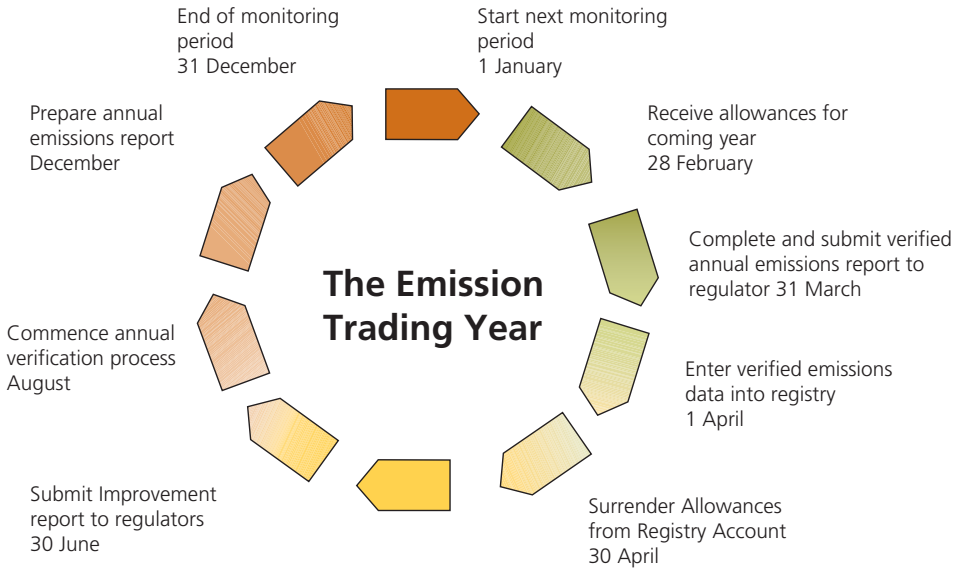 End of monitoring
period
31 December
Start next monitoring
period
1 January
Prepare annual
emissions report
December
Receive allowances for
coming year
28 February
The Emission
Trading Year
Complete and submit verified
annual emissions report to
regulator 31 March
Commence annual
verification process
August
Enter verified emissions
data into registry
1 April
Submit Improvement
report to regulators
30 June
Surrender Allowances
from Registry Account
30 April